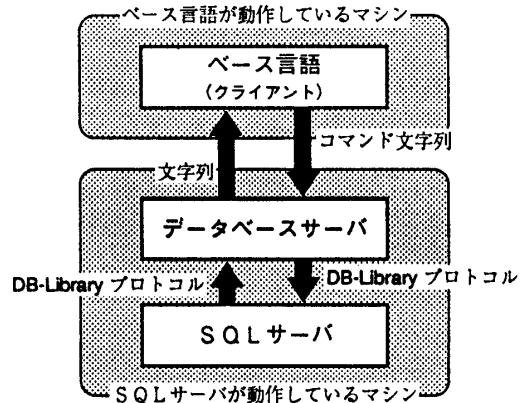 ベース言語が動作しているマシン
ベース言語
(クライアント)
コマンド文字列
文字列
データベースサーバ
DB-Library プロトコル
DB-Library プロトコル
SQLサーバ
SQLサーバが動作しているマシン